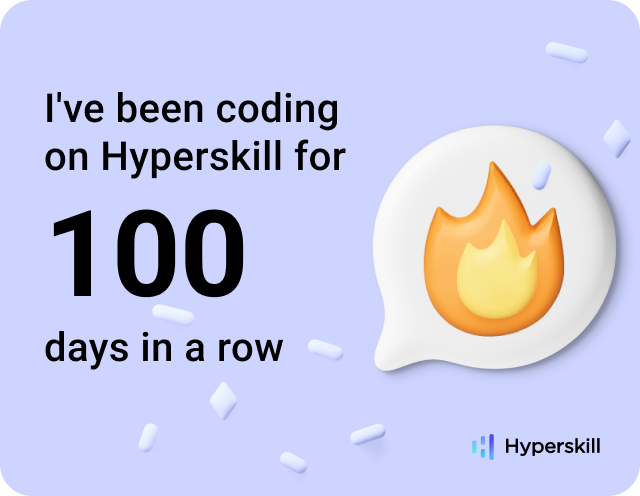 I've been coding
on Hyperskill for
100
days in a row
Hyperskill